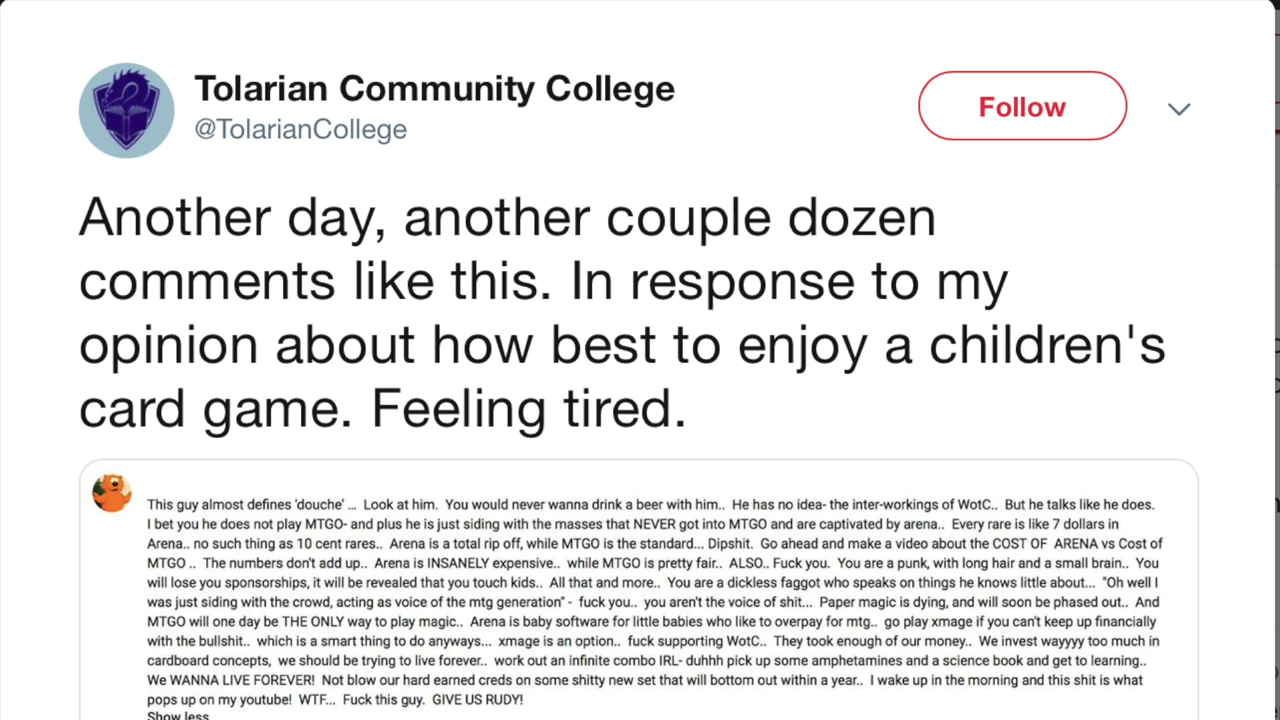 Tolarian Community College
@TolarianCollege
Follow
Another day, another couple dozen
comments like this. In response to my
opinion about how best to enjoy a children's
card game. Feeling tired.
This guy almost defines 'douche' ... Look at him. You would never wanna drink a beer with him.. He has no idea- the inter-workings of WotC.. But he talks like he does.
I bet you he does not play MTGO- and plus he is just siding with the masses that NEVER got into MTGO and are captivated by arena.. Every rare is like 7 dollars in
Arena.. no such thing as 10 cent rares.. Arena is a total rip off, while MTGO is the standard... Dipshit. Go ahead and make a video about the COST OF ARENA vs Cost of
MTGO .. The numbers don't add up.. Arena is INSANELY expensive.. while MTGO is pretty fair.. ALSO.. Fuck you. You are a punk, with long hair and a small brain.. You
will lose you sponsorships, it will be revealed that you touch kids.. All that and more.. You are a dickless faggot who speaks on things he knows little about... "Oh well I
was just siding with the crowd, acting as voice of the mtg generation" - fuck you.. you aren't the voice of shit... Paper magic is dying, and will soon be phased out.. And
MTGO will one day be THE ONLY way to play magic.. Arena is baby software for little babies who like to overpay for mtg.. go play xmage if you can't keep up financially
with the bullshit.. which is a smart thing to do anyways... xmage is an option.. fuck supporting WotC.. They took enough of our money.. We invest wayyyy too much in
cardboard concepts, we should be trying to live forever.. work out an infinite combo IRL- duhhh pick up some amphetamines and a science book and get to learning..
We WANNA LIVE FOREVER! Not blow our hard earned creds on some shitty new set that will bottom out within a year.. I wake up in the morning and this shit is what
pops up on my youtube! WTF... Fuck this guy. GIVE US RUDY!
Show less